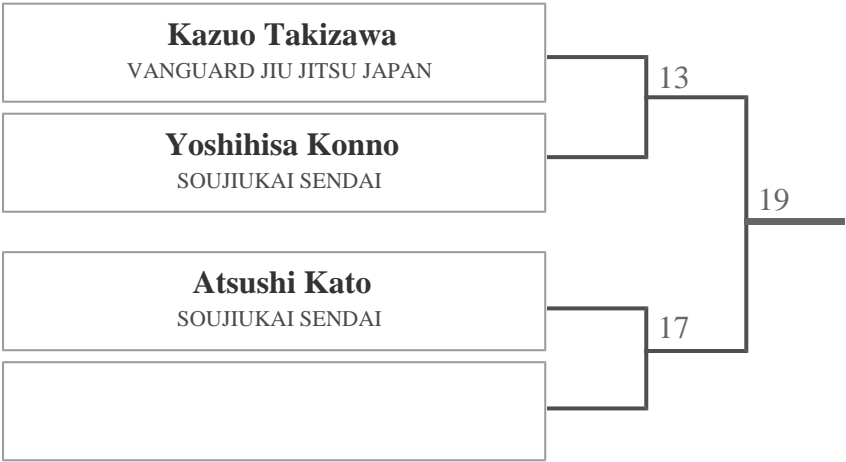 Kazuo Takizawa
VANGUARD JIU JITSU JAPAN
13
Yoshihisa Konno
SOUJIUKAI SENDAI
19
Atsushi Kato
SOUJIUKAI SENDAI
17